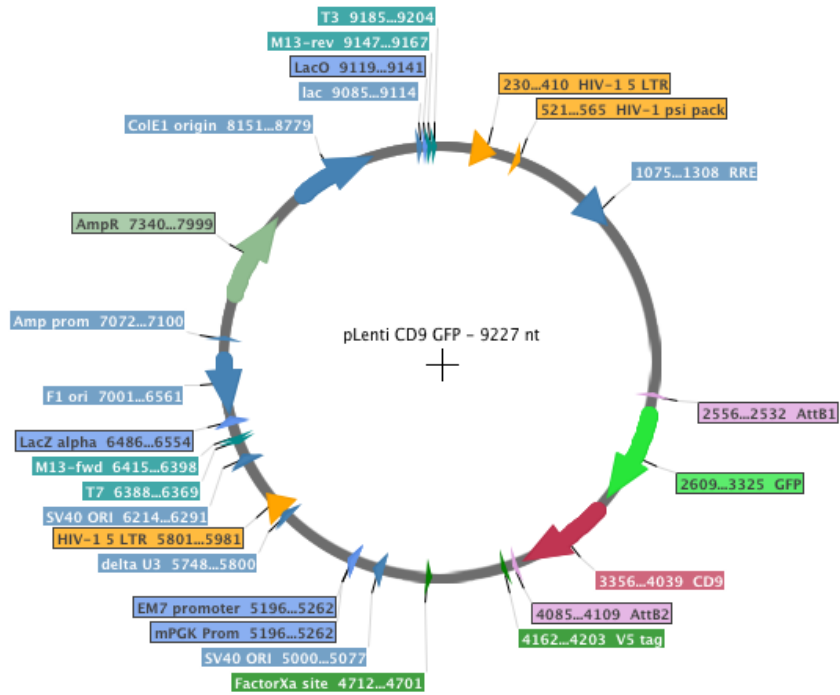 T3 9185...9204
M13-rev 9147...9167
LacO 9119...9141
lac 9085...9114
ColE1 origin 8151...8779
AmpR 7340...7999
Amp prom 7072...7100
F1 ori 7001...6561
LacZ alpha 6486...6554
M13-fwd 6415...6398
T7 6388...6369
SV40 ORI 6214...6291
HIV-1 5 LTR 5801...5981
delta U3 5748...5800
EM7 promoter 5196...5262
mPGK Prom 5196...5262
SV40 ORI 5000...5077
FactorXa site 4712...4701
pLenti CD9 GFP - 9227 nt
230...410 HIV-1 5 LTR
521...565 HIV-1 psi pack
1075...1308 RRE
2556...2532 AttB1
2609...3325 GFP
3356...4039 CD9
4085...4109 AttB2
4162...4203 V5 tag